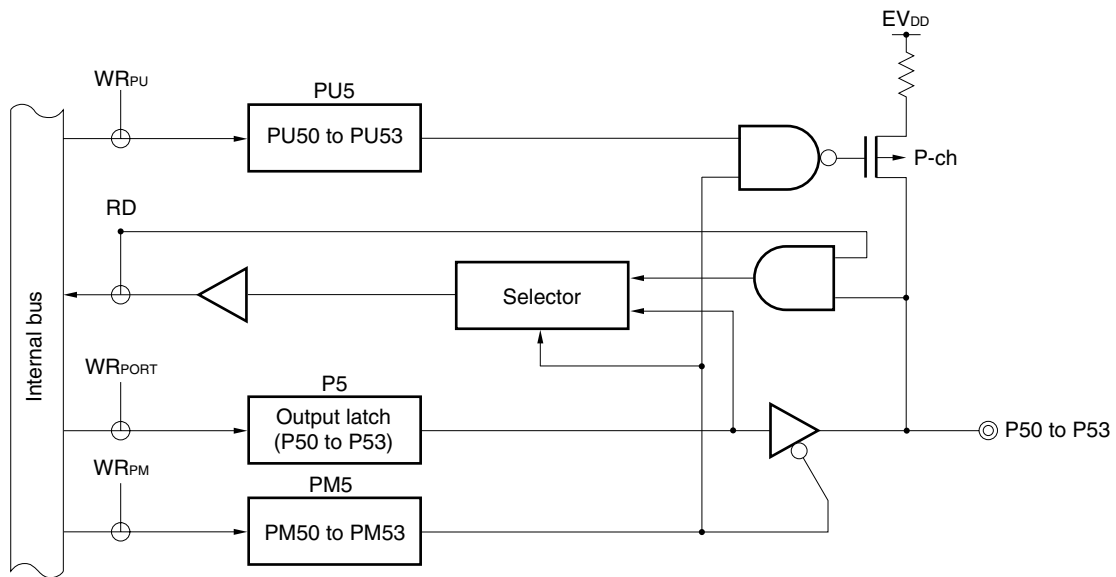 EVDD
WRPU
PU5
PU50 to PU53
P-ch
RD
Selector
Internal bus
WRPORT
P5
Output latch
(P50 to P53)
P50 to P53
WRPM
PM5
PM50 to PM53